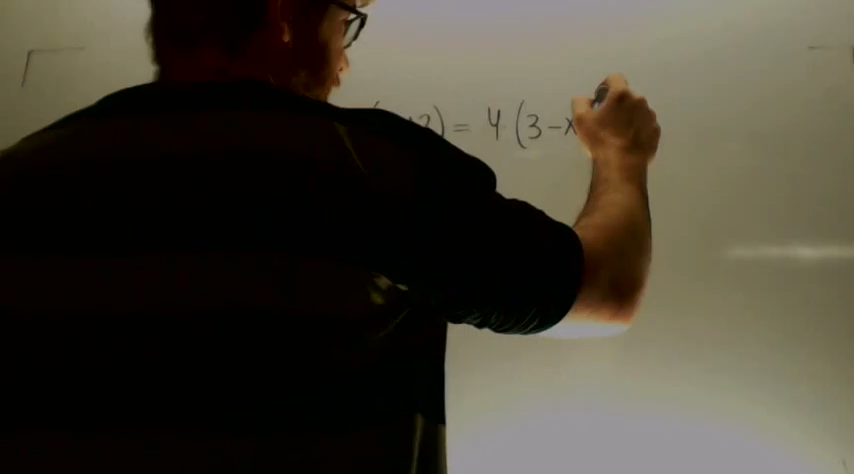 2) = 4 (3-x